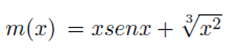 m(x) = xsenx + ∛x²